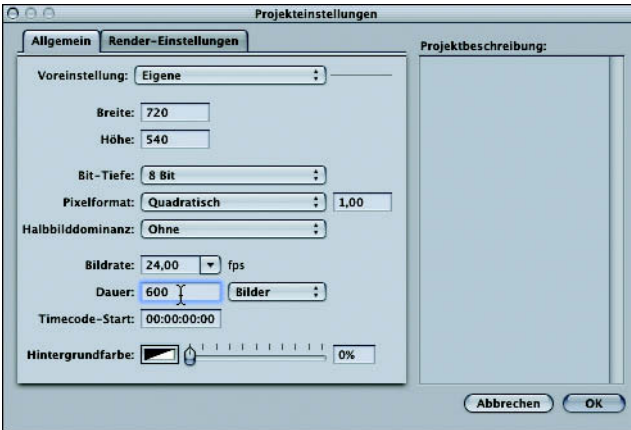 Projekteinstellungen
Allgemein Render-Einstellungen
Projektbeschreibung:
Voreinstellung: Eigene
Breite: 720
Höhe: 540
Bit-Tiefe: 8 Bit
Pixelformat: Quadratisch 1,00
Halbbilddominanz: Ohne
Bildrate: 24,00 fps
Dauer: 600 Bilder
Timecode-Start: 00:00:00:00
Hintergrundfarbe: 0%
Abbrechen OK